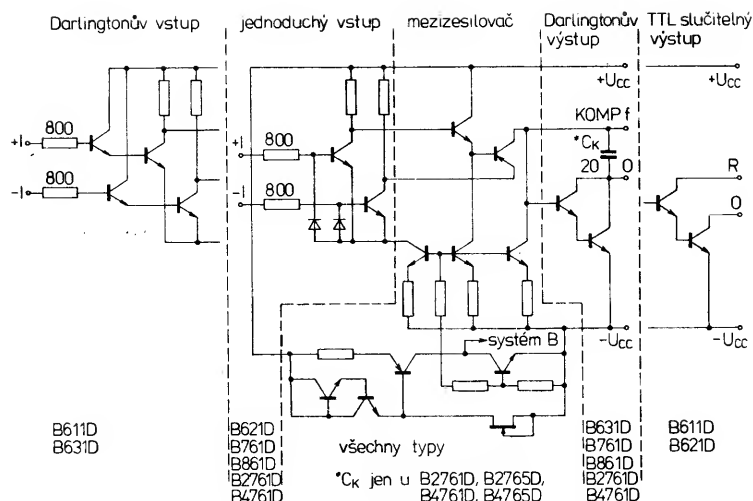 Darlingtonův vstup
jednoduchý vstup
mezizesilovač
Darlingtonův výstup
TTL slučitelný výstup
+UCC
+UCC
KOMP f
*CK
20
O
R
O
+I
800
-I
800
+I
800
-I
800
-UCC
-UCC
systém B
B611D
B631D
B621D
B761D
B861D
B2761D
B4761D
všechny typy
*CK jen u B2761D, B2765D,
B4761D, B4765D
B631D
B761D
B861D
B2761D
B4761D
B611D
B621D